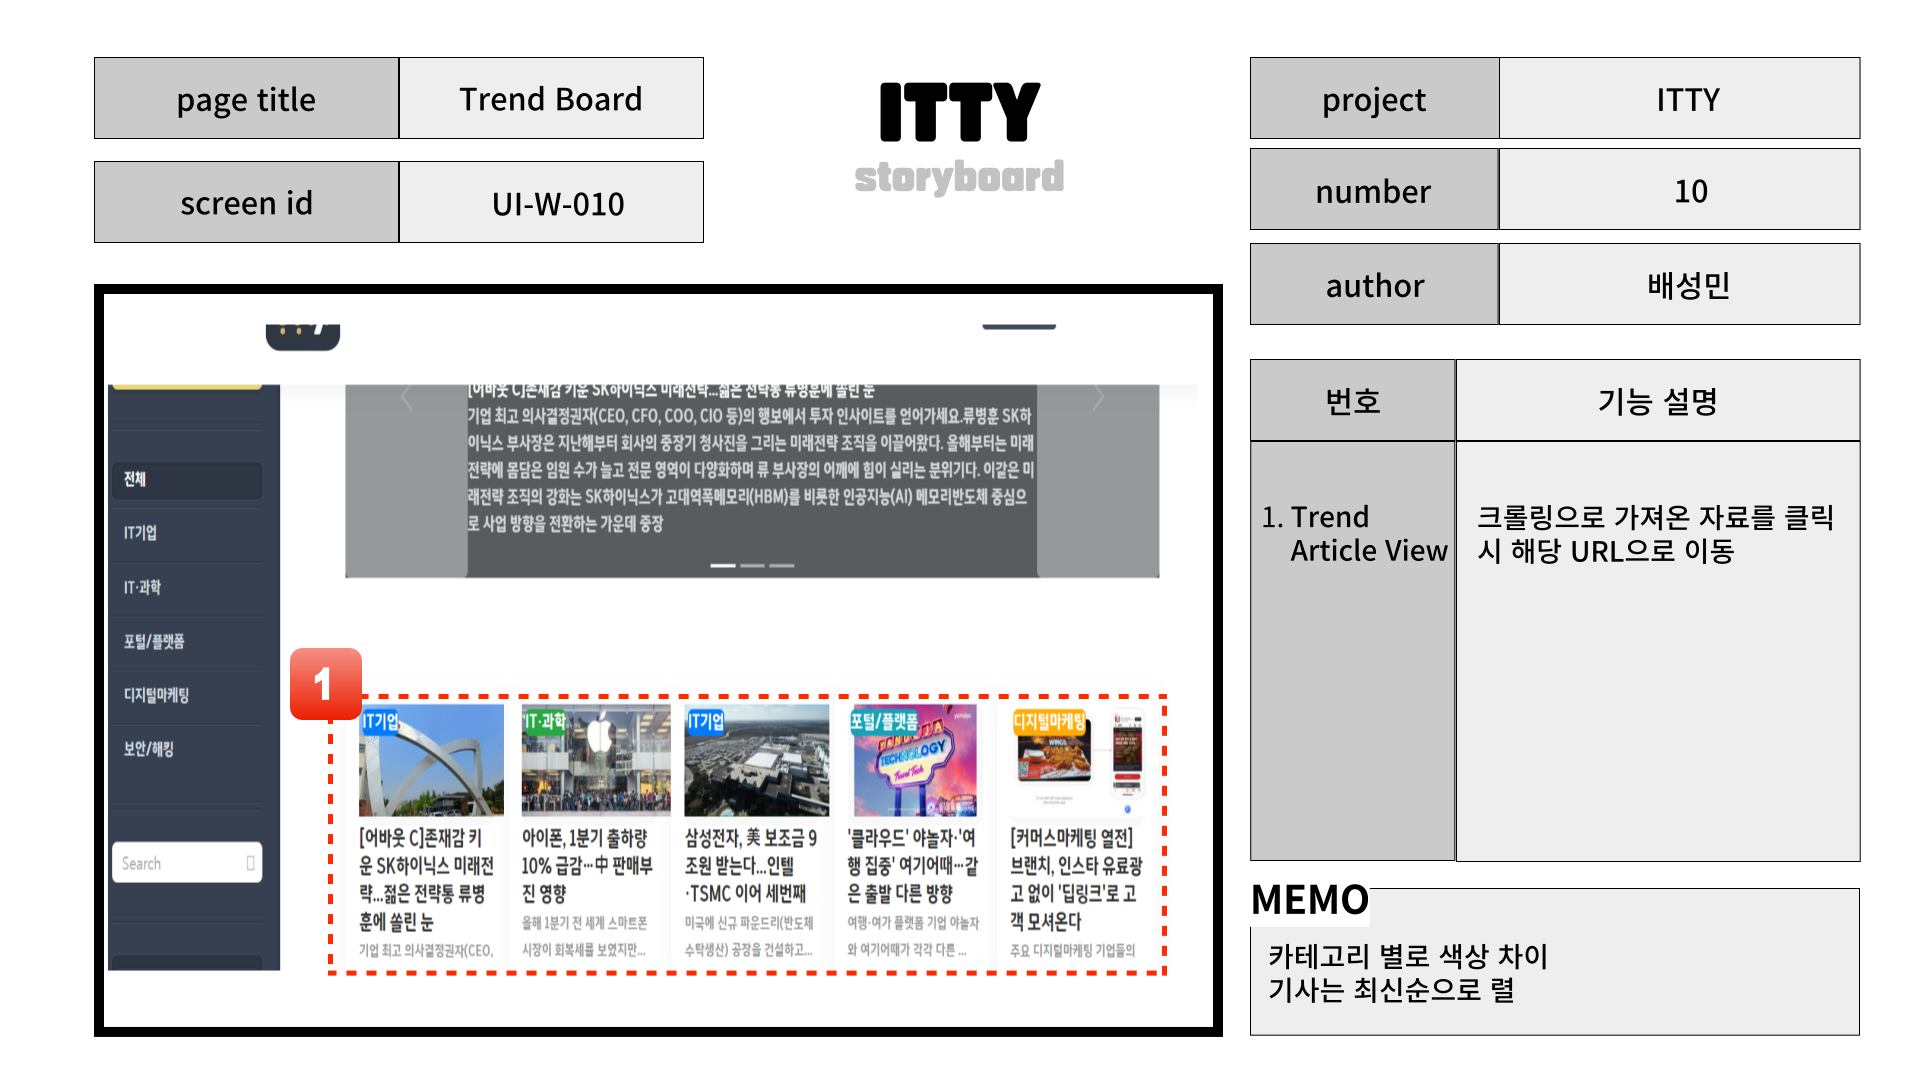 page title
Trend Board
screen id
UI-W-010
ITTY
storyboard
project
ITTY
number
10
author
배성민
[어바웃 C]존재감 키운 SK하이닉스 미래전략...젊은 전략통 류병훈에 쏠린 눈
기업 최고 의사결정권자(CEO, CFO, COO, CIO 등)의 행보에서 투자 인사이트를 얻어가세요.류병훈 SK하
이닉스 부사장은 지난해부터 회사의 중장기 청사진을 그리는 미래전략 조직을 이끌어왔다. 올해부터는 미래
전략에 몸담은 임원 수가 늘고 전문 영역이 다양화하며 류 부사장의 어깨에 힘이 실리는 분위기다. 이같은 미
래전략 조직의 강화는 SK하이닉스가 고대역폭메모리(HBM)를 비롯한 인공지능(AI) 메모리반도체 중심으
로 사업 방향을 전환하는 가운데 중장
전체
IT기업
IT·과학
포털/플랫폼
디지털마케팅
보안/해킹
Search
1
IT기업
[어바웃 C]존재감 키
운 SK하이닉스 미래전
략...젊은 전략통 류병
훈에 쏠린 눈
기업 최고 의사결정권자(CEO,
IT·과학
아이폰, 1분기 출하량
10% 급감…中 판매부
진 영향
올해 1분기 전 세계 스마트폰
시장이 회복세를 보였지만...
IT기업
삼성전자, 美 보조금 9
조원 받는다...인텔
·TSMC 이어 세번째
미국에 신규 파운드리(반도체
수탁생산) 공장을 건설하고...
포털/플랫폼
TECHNOLOGY
Travel Tech
'클라우드' 야놀자·'여
행 집중' 여기어때…같
은 출발 다른 방향
여행·여가 플랫폼 기업 야놀자
와 여기어때가 각각 다른 ...
디지털마케팅
WINGS
[커머스마케팅 열전]
브랜치, 인스타 유료광
고 없이 '딥링크'로 고
객 모셔온다
주요 디지털마케팅 기업들의
번호
기능 설명
1. Trend
Article View
크롤링으로 가져온 자료를 클릭
시 해당 URL으로 이동
MEMO
카테고리 별로 색상 차이
기사는 최신순으로 렬